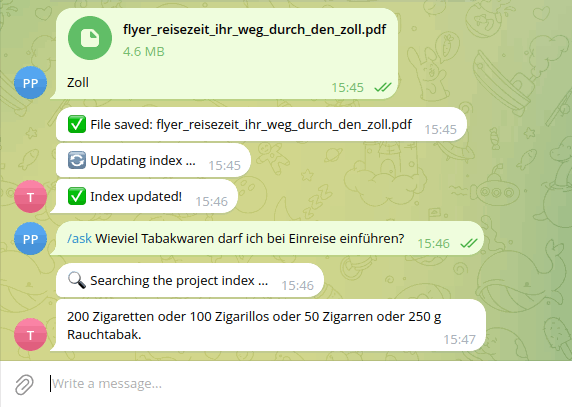 flyer_reisezeit_ihr_weg_durch_den_zoll.pdf
4.6 MB
PP
Zoll
15:45
File saved: flyer_reisezeit_ihr_weg_durch_den_zoll.pdf 15:45
Updating index ... 15:45
T
Index updated! 15:46
PP
/ask Wieviel Tabakwaren darf ich bei Einreise einführen? 15:46
Searching the project index ... 15:46
200 Zigaretten oder 100 Zigarillos oder 50 Zigarren oder 250 g
Rauchtabak.
T
15:47
Write a message...